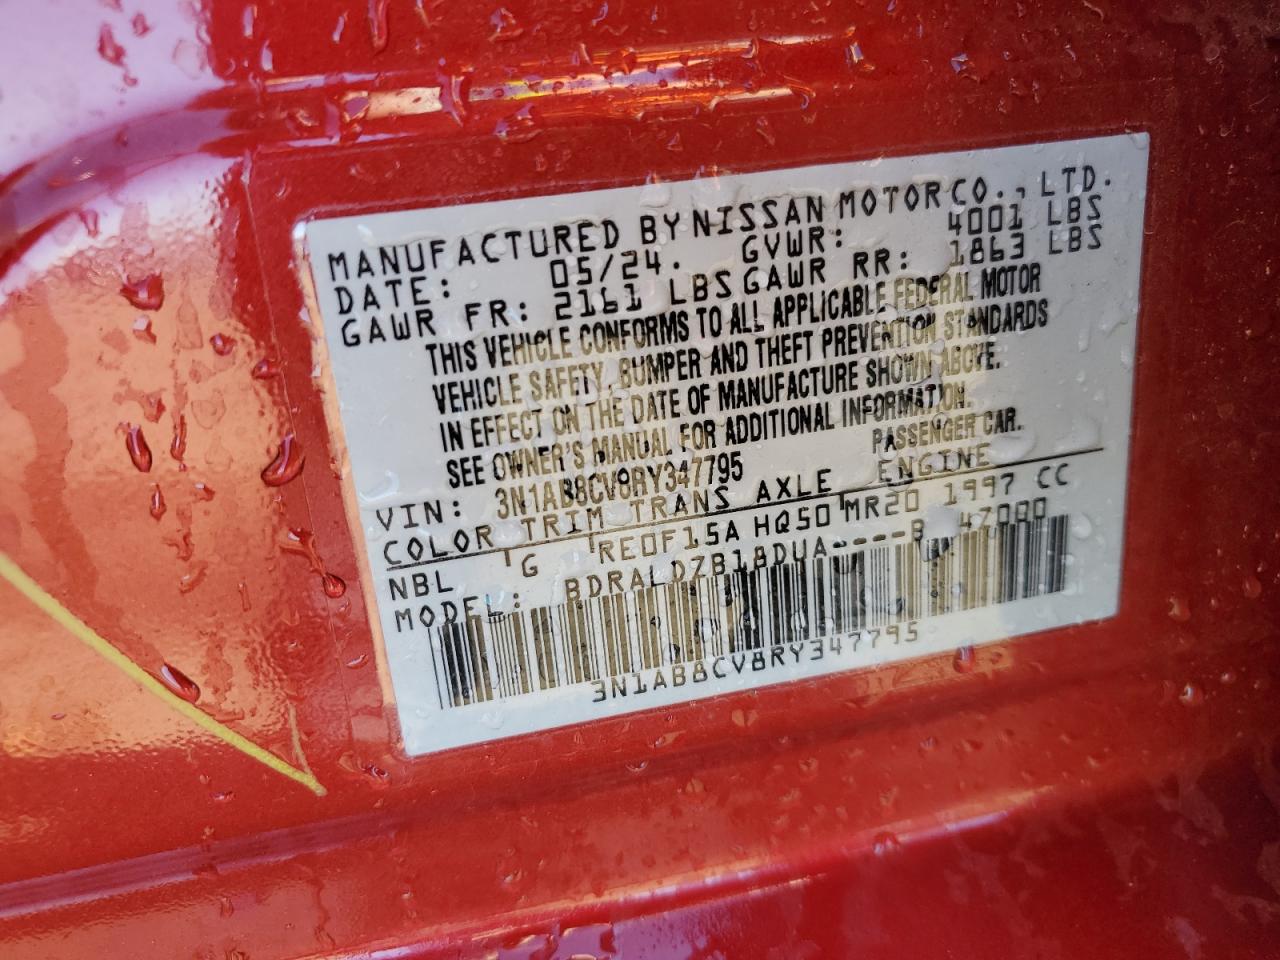 MANUFACTURED BY NISSAN MOTOR CO., LTD.
DATE: 05/24. GVWR: 4001 LBS
GAWR FR: 2161 LBS GAWR RR: 1863 LBS
THIS VEHICLE CONFORMS TO ALL APPLICABLE FEDERAL MOTOR
VEHICLE SAFETY, BUMPER AND THEFT PREVENTION STANDARDS
IN EFFECT ON THE DATE OF MANUFACTURE SHOWN ABOVE.
SEE OWNER'S MANUAL FOR ADDITIONAL INFORMATION.
VIN: 3N1AB8CV8RY347795 PASSENGER CAR.
COLOR TRIM TRANS AXLE ENGINE
NBL G RE0F15A HQ50 MR20 1997 CC
MODEL: BDRALDZB18DUA-----B 47000
3N1AB8CV8RY347795